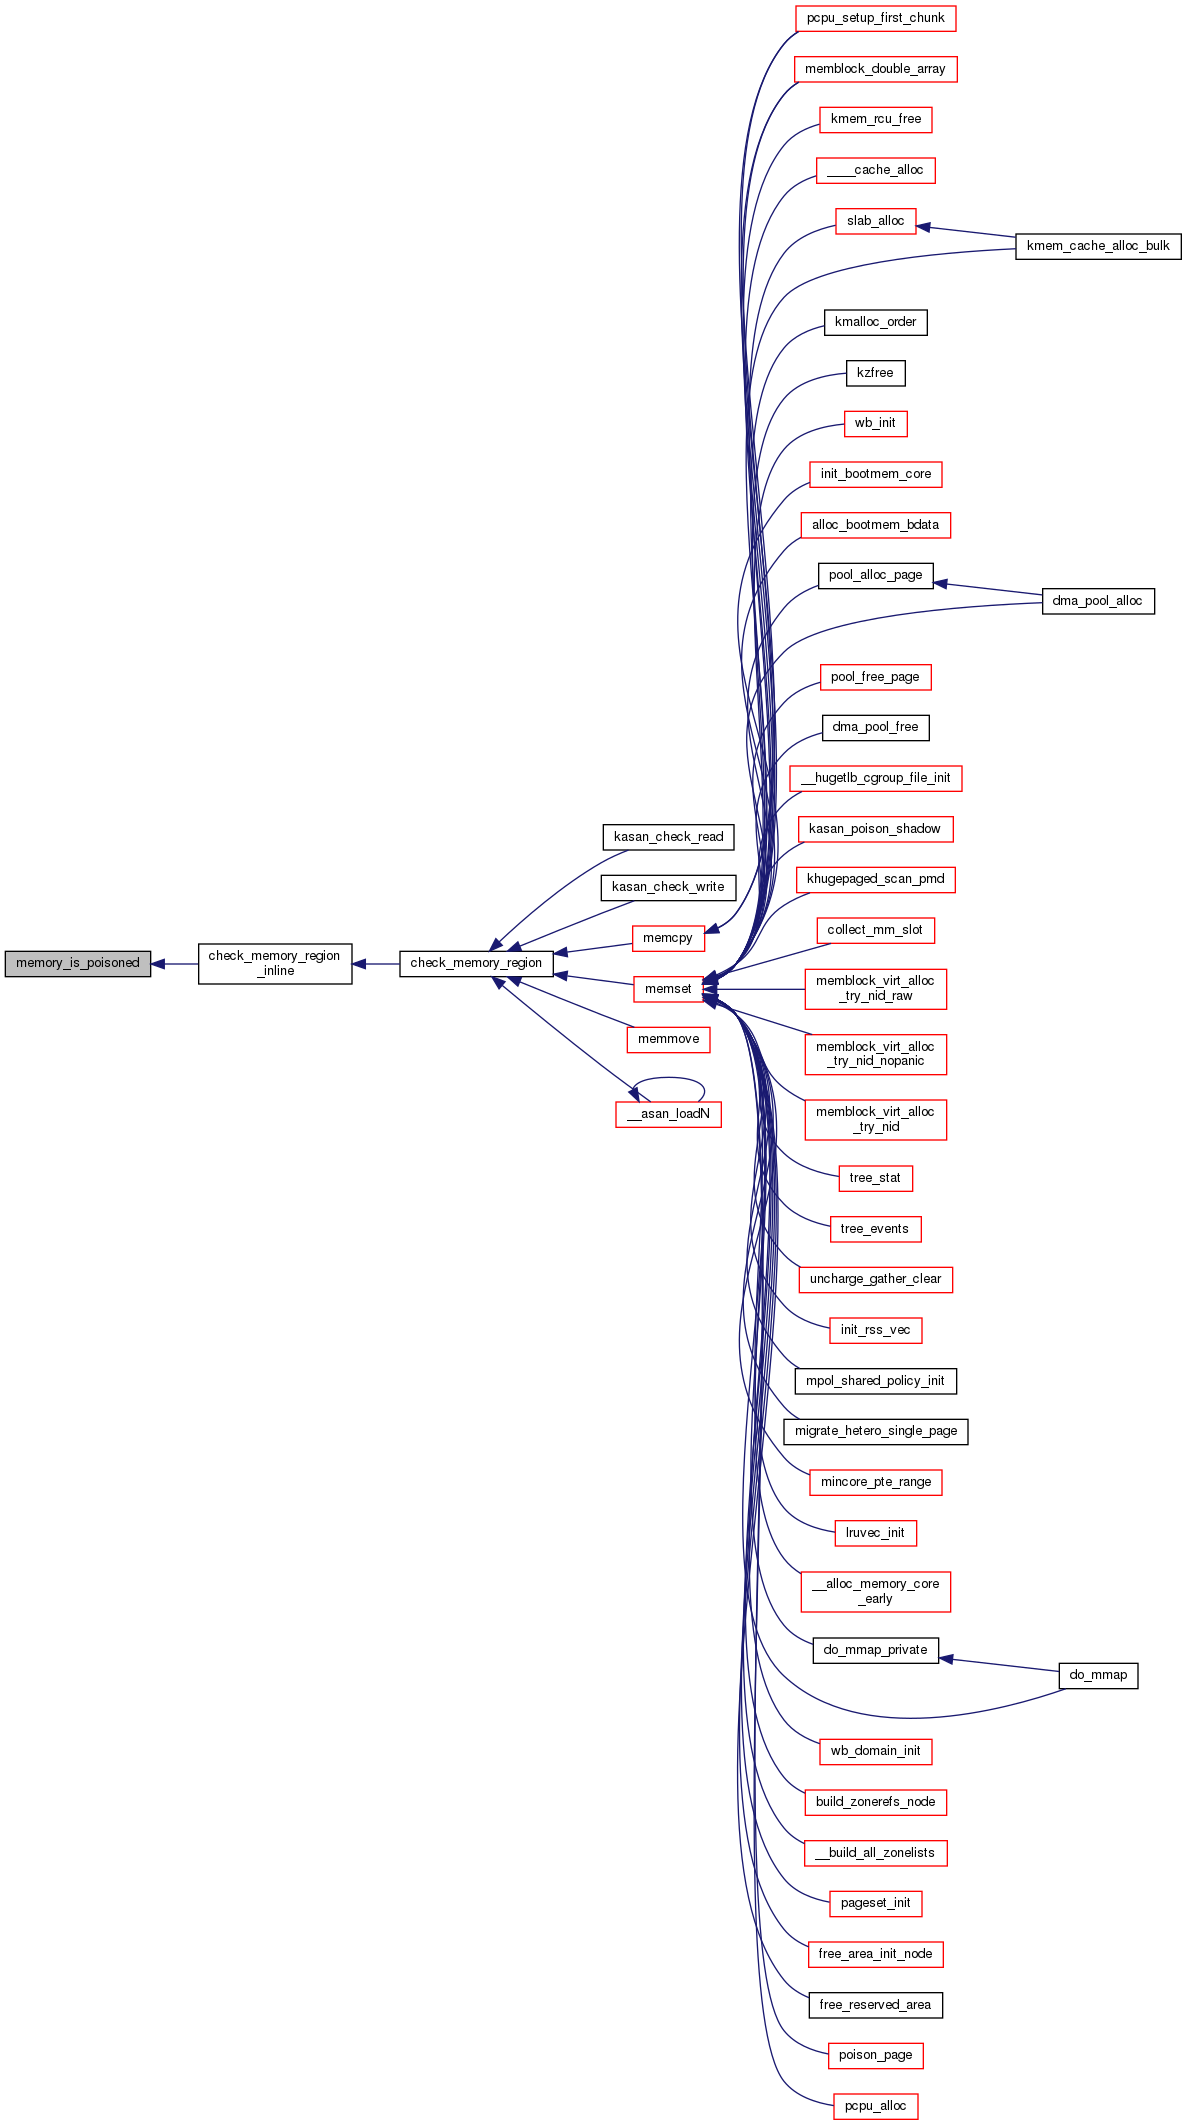 pcpu_setup_first_chunk
memblock_double_array
kmem_rcu_free
____cache_alloc
slab_alloc
kmem_cache_alloc_bulk
kmalloc_order
kzfree
wb_init
init_bootmem_core
alloc_bootmem_bdata
pool_alloc_page
dma_pool_alloc
pool_free_page
dma_pool_free
__hugetlb_cgroup_file_init
kasan_check_read
kasan_poison_shadow
kasan_check_write
khugepaged_scan_pmd
memcpy
collect_mm_slot
memory_is_poisoned
check_memory_region
_inline
check_memory_region
memset
memblock_virt_alloc
_try_nid_raw
memmove
memblock_virt_alloc
_try_nid_nopanic
__asan_loadN
memblock_virt_alloc
_try_nid
tree_stat
tree_events
uncharge_gather_clear
init_rss_vec
mpol_shared_policy_init
migrate_hetero_single_page
mincore_pte_range
lruvec_init
__alloc_memory_core
_early
do_mmap_private
do_mmap
wb_domain_init
build_zonerefs_node
__build_all_zonelists
pageset_init
free_area_init_node
free_reserved_area
poison_page
pcpu_alloc